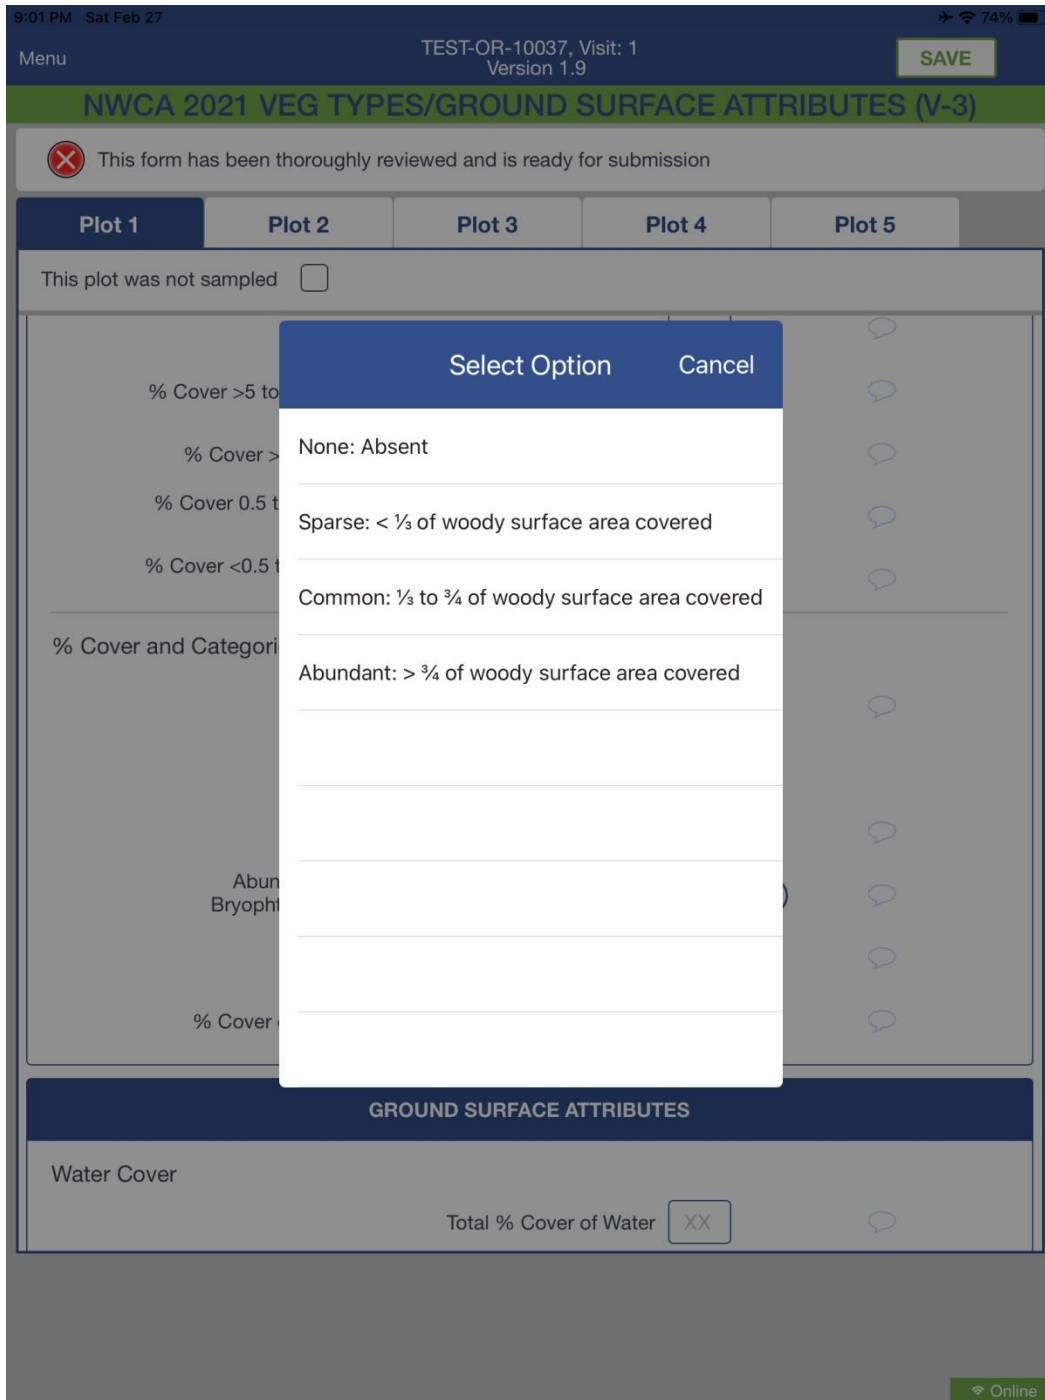 9:01 PM Sat Feb 27
74%
Menu
TEST-OR-10037, Visit: 1
Version 1.9
SAVE
NWCA 2021 VEG TYPES/GROUND SURFACE ATTRIBUTES (V-3)
This form has been thoroughly reviewed and is ready for submission
Plot 1 Plot 2 Plot 3 Plot 4 Plot 5
This plot was not sampled
Select Option Cancel
% Cover >5 to
None: Absent
% Cover >
% Cover 0.5 t
Sparse: < ⅓ of woody surface area covered
% Cover <0.5 t
Common: ⅓ to ¾ of woody surface area covered
% Cover and Categori
Abundant: > ¾ of woody surface area covered
Abun
Bryoph
% Cover
GROUND SURFACE ATTRIBUTES
Water Cover
Total % Cover of Water XX
Online